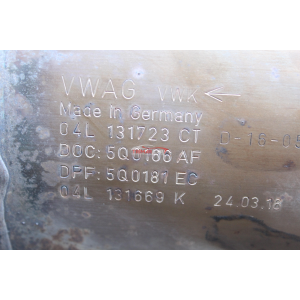 VWAG VWX ←
Made in Germany
04L 131723 CT
DOC: 5Q0166 AF
DPF: 5Q0181 EC
04L 131669 K 24.03.16